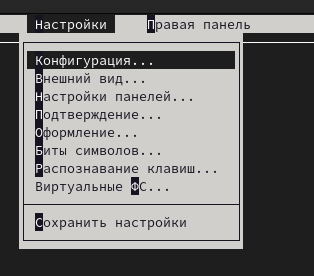 Настройки Правая панель
Конфигурация...
Внешний вид...
Настройки панелей...
Подтверждение...
Оформление...
Биты символов...
Распознавание клавиш...
Виртуальные ФС...
Сохранить настройки